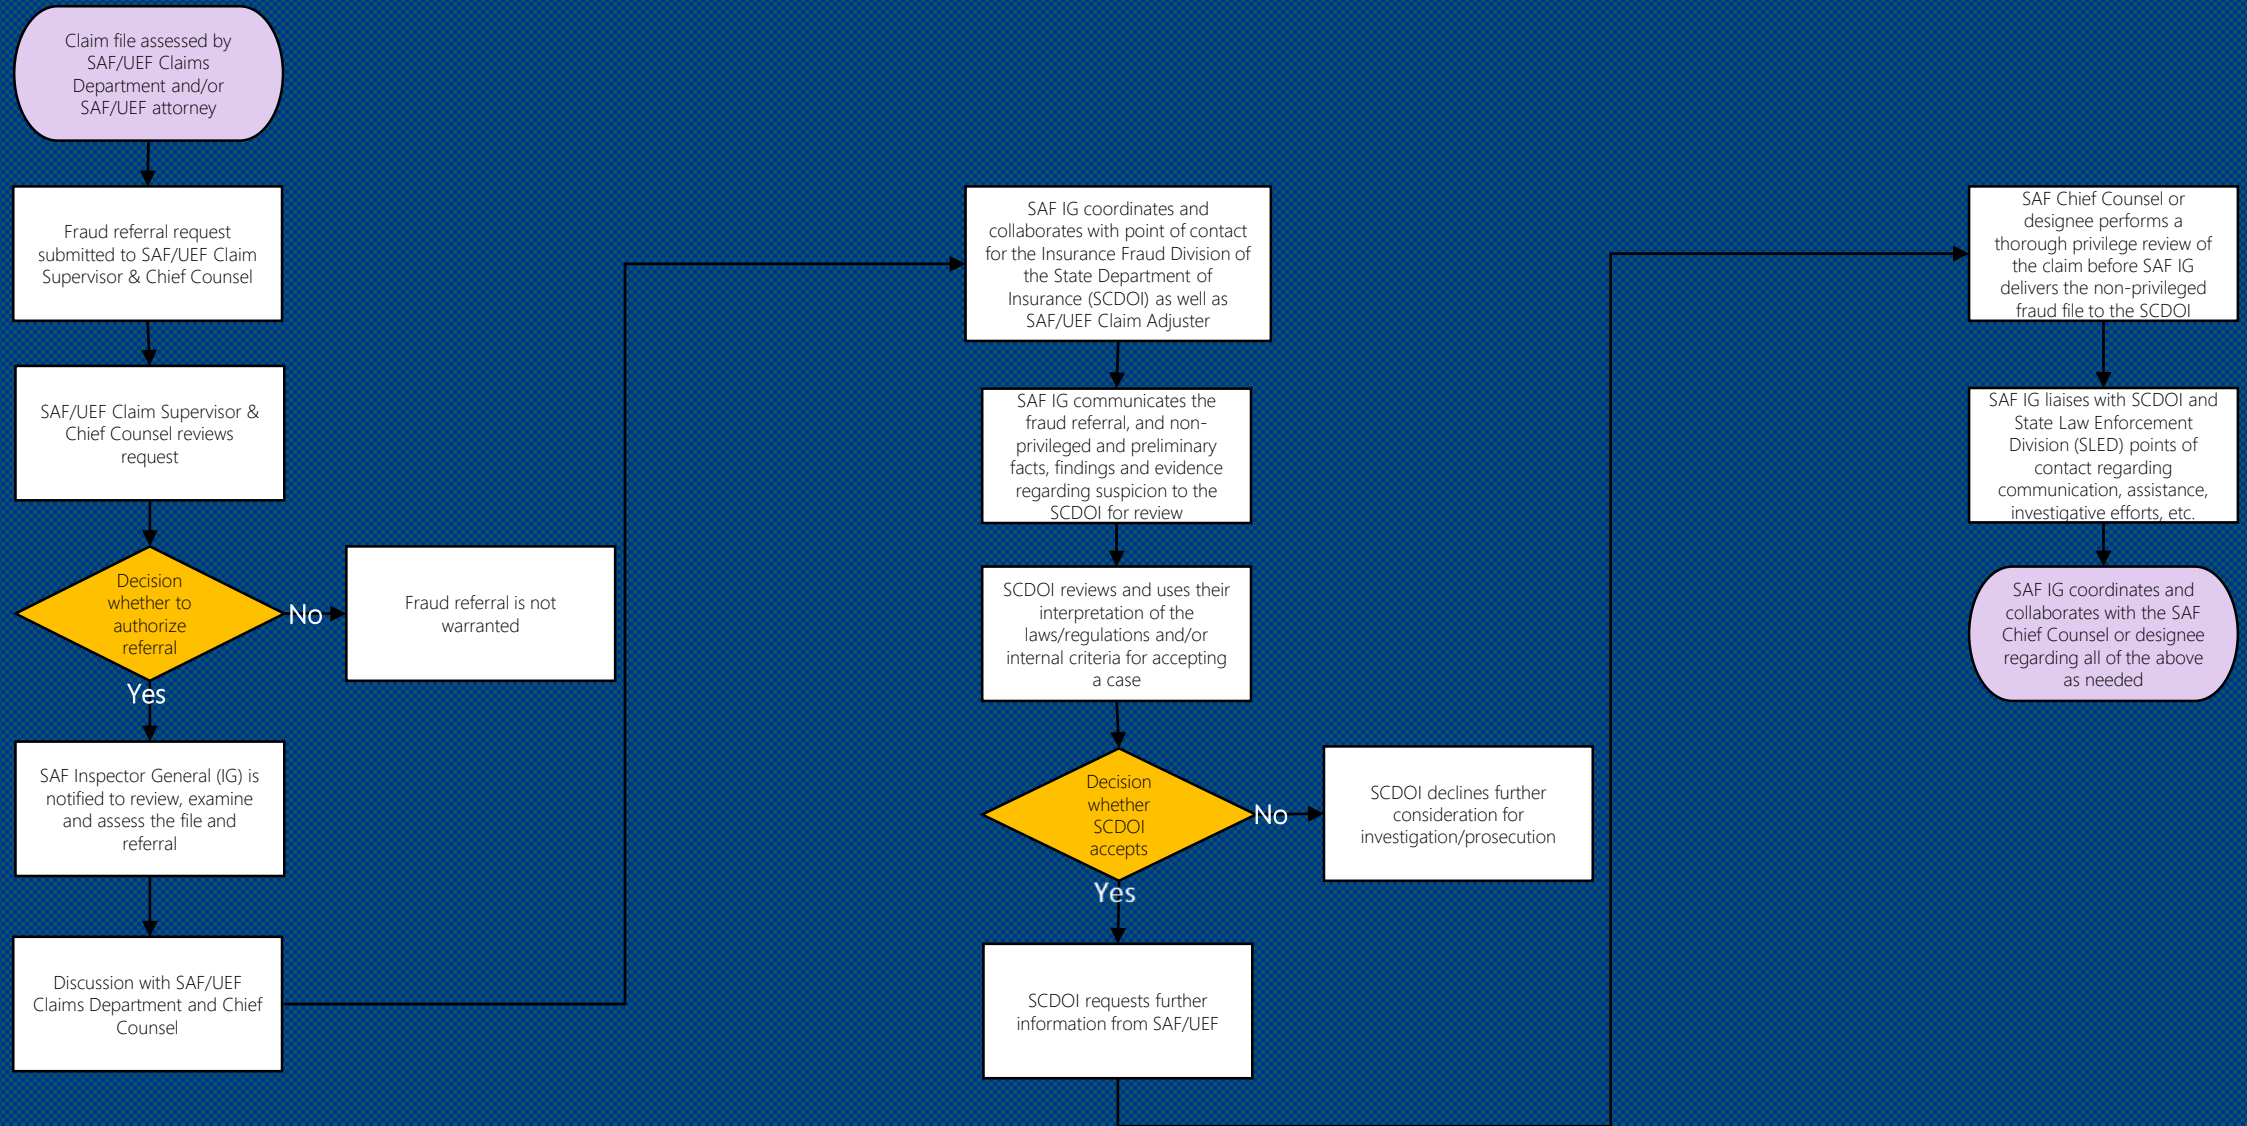 Claim file assessed by
SAF/UEF Claims
Department and/or
SAF/UEF attorney
Fraud referral request
submitted to SAF/UEF Claim
Supervisor & Chief Counsel
SAF/UEF Claim Supervisor &
Chief Counsel reviews
request
Decision
whether to
authorize
referral
No
Fraud referral is not
warranted
Yes
SAF Inspector General (IG) is
notified to review, examine
and assess the file and
referral
Discussion with SAF/UEF
Claims Department and Chief
Counsel
SAF IG coordinates and
collaborates with point of contact
for the Insurance Fraud Division of
the State Department of
Insurance (SCDOI) as well as
SAF/UEF Claim Adjuster
SAF IG communicates the
fraud referral, and non-
privileged and preliminary
facts, findings and evidence
regarding suspicion to the
SCDOI for review
SCDOI reviews and uses their
interpretation of the
laws/regulations and/or
internal criteria for accepting
a case
Decision
whether
SCDOI
accepts
No
SCDOI declines further
consideration for
investigation/prosecution
Yes
SCDOI requests further
information from SAF/UEF
SAF Chief Counsel or
designee performs a
thorough privilege review of
the claim before SAF IG
delivers the non-privileged
fraud file to the SCDOI
SAF IG liaises with SCDOI and
State Law Enforcement
Division (SLED) points of
contact regarding
communication, assistance,
investigative efforts, etc.
SAF IG coordinates and
collaborates with the SAF
Chief Counsel or designee
regarding all of the above
as needed